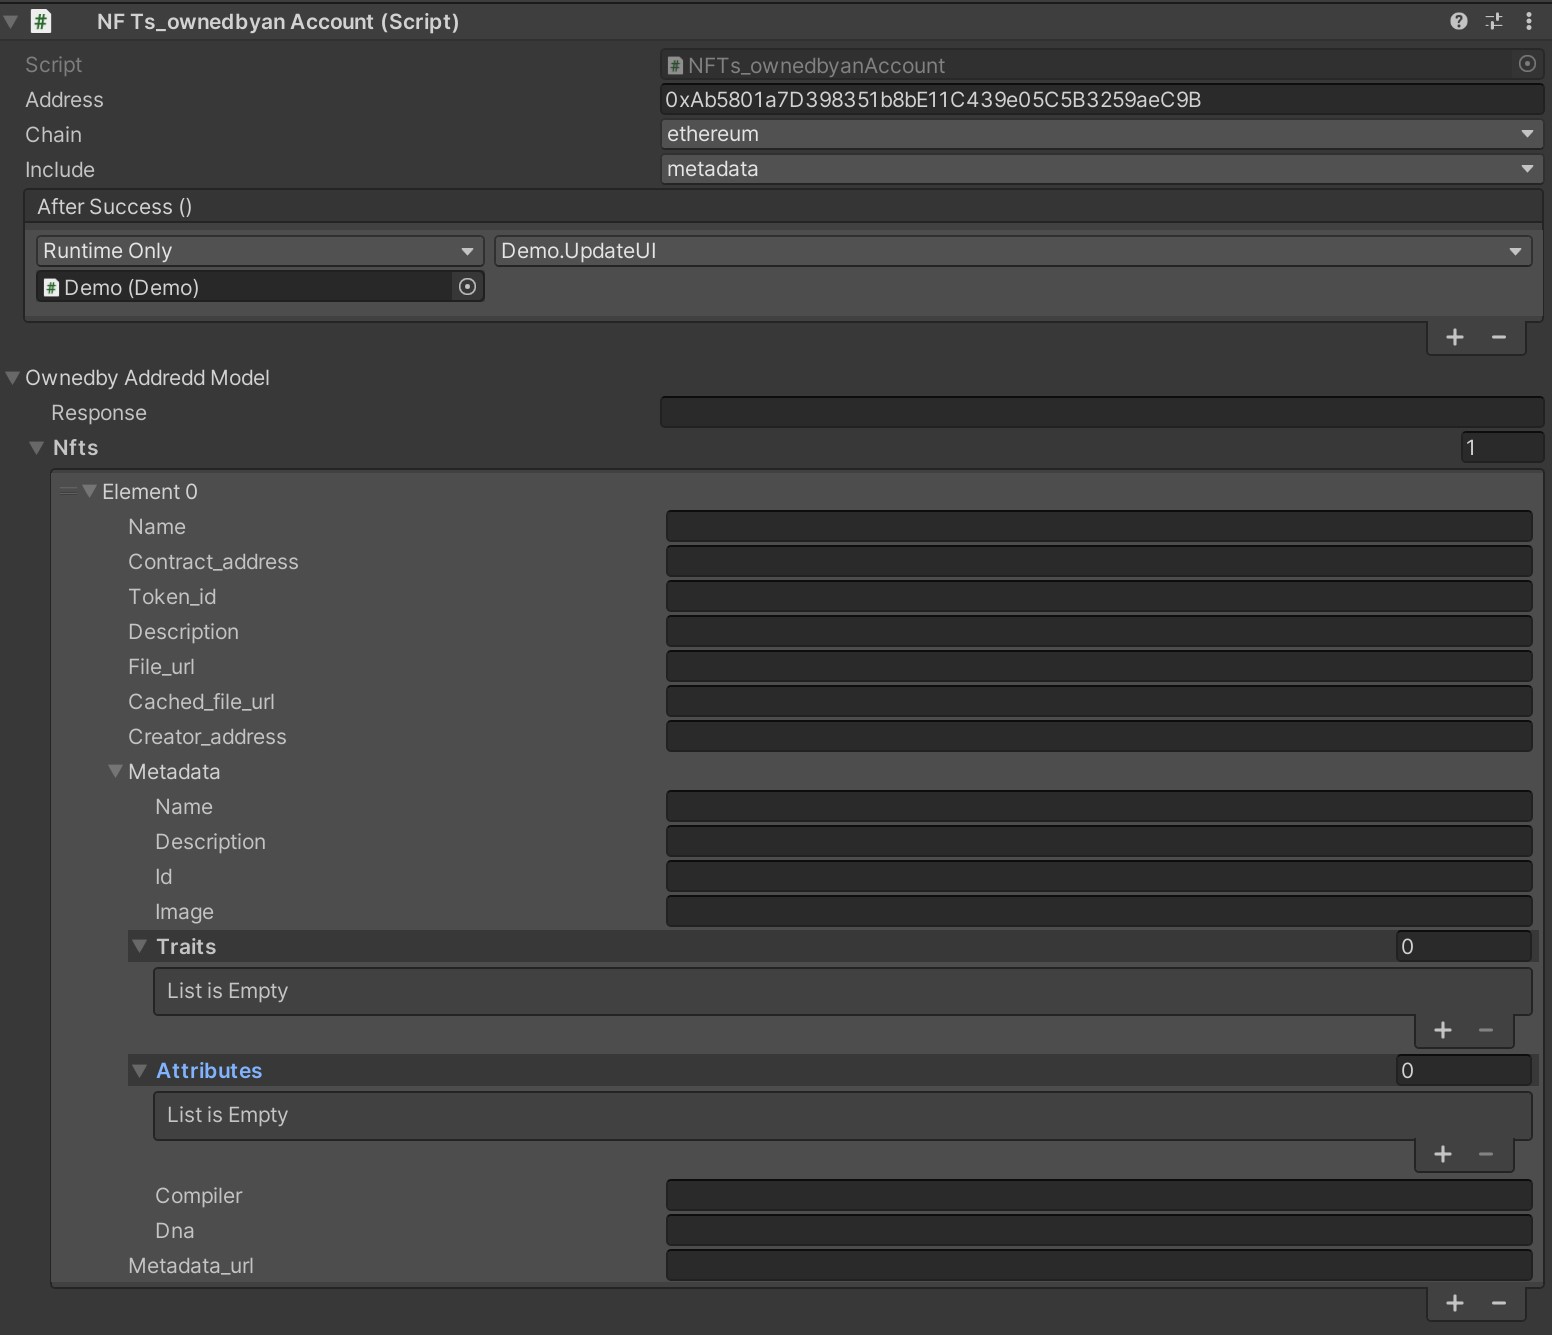 NF Ts_ownedbyan Account (Script)
Script NFTs_ownedbyanAccount
Address 0xAb5801a7D398351b8bE11C439e05C5B3259aeC9B
Chain ethereum
Include metadata
After Success ()
Runtime Only Demo.UpdateUI
Demo (Demo)
+ −
Ownedby Addredd Model
Response
Nfts 1
Element 0
Name
Contract_address
Token_id
Description
File_url
Cached_file_url
Creator_address
Metadata
Name
Description
Id
Image
Traits 0
List is Empty
+ −
Attributes 0
List is Empty
+ −
Compiler
Dna
Metadata_url
+ −